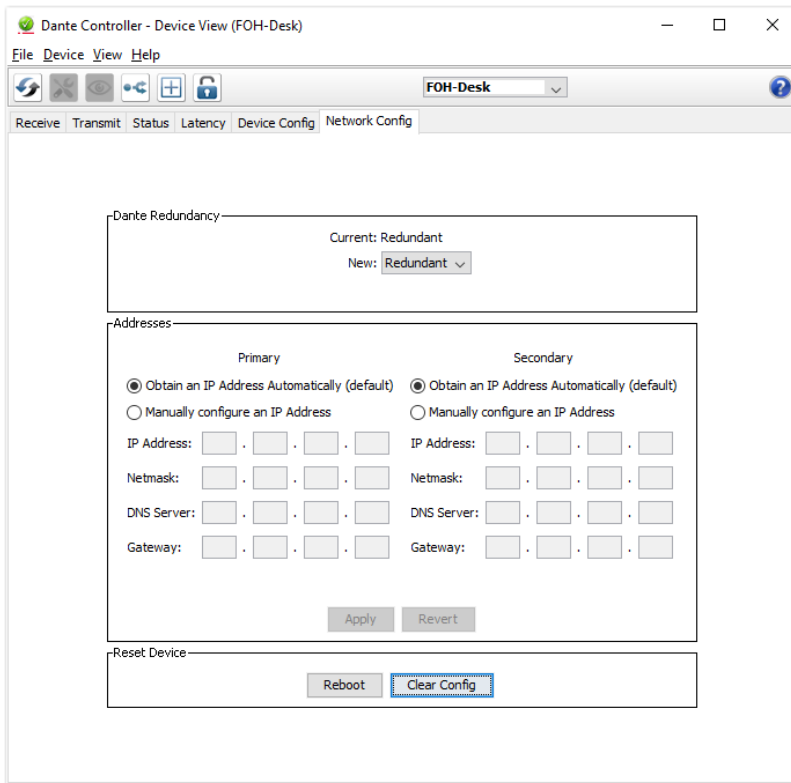 Dante Controller - Device View (FOH-Desk)
File Device View Help
FOH-Desk
?
Receive Transmit Status Latency Device Config Network Config
Dante Redundancy
Current: Redundant
New: Redundant
Addresses
Primary Secondary
Obtain an IP Address Automatically (default) Obtain an IP Address Automatically (default)
Manually configure an IP Address Manually configure an IP Address
IP Address: . . . IP Address: . . .
Netmask: . . . Netmask: . . .
DNS Server: . . . DNS Server: . . .
Gateway: . . . Gateway: . . .
Apply Revert
Reset Device
Reboot Clear Config